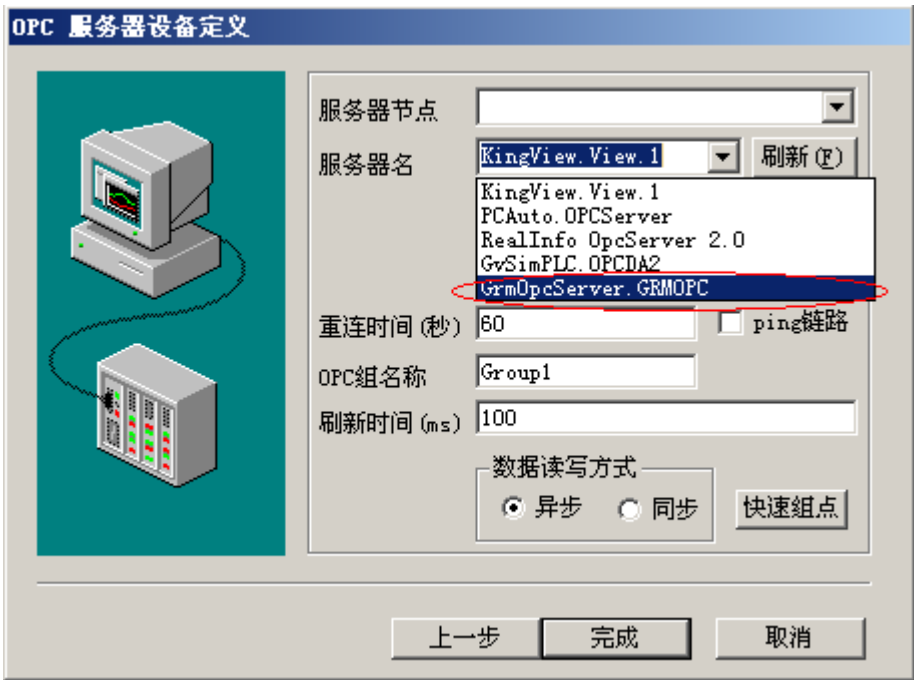 OPC 服务器设备定义
服务器节点
服务器名 KingView.View.1 刷新(F)
KingView.View.1
PCAuto.OPCServer
RealInfo OpcServer 2.0
GvSimPLC.OPCDA2
GrmOpcServer.GRMOPC
重连时间(秒) 60 ping链路
OPC组名称 Group1
刷新时间(ms) 100
数据读写方式
异步 同步 快速组点
上一步 完成 取消